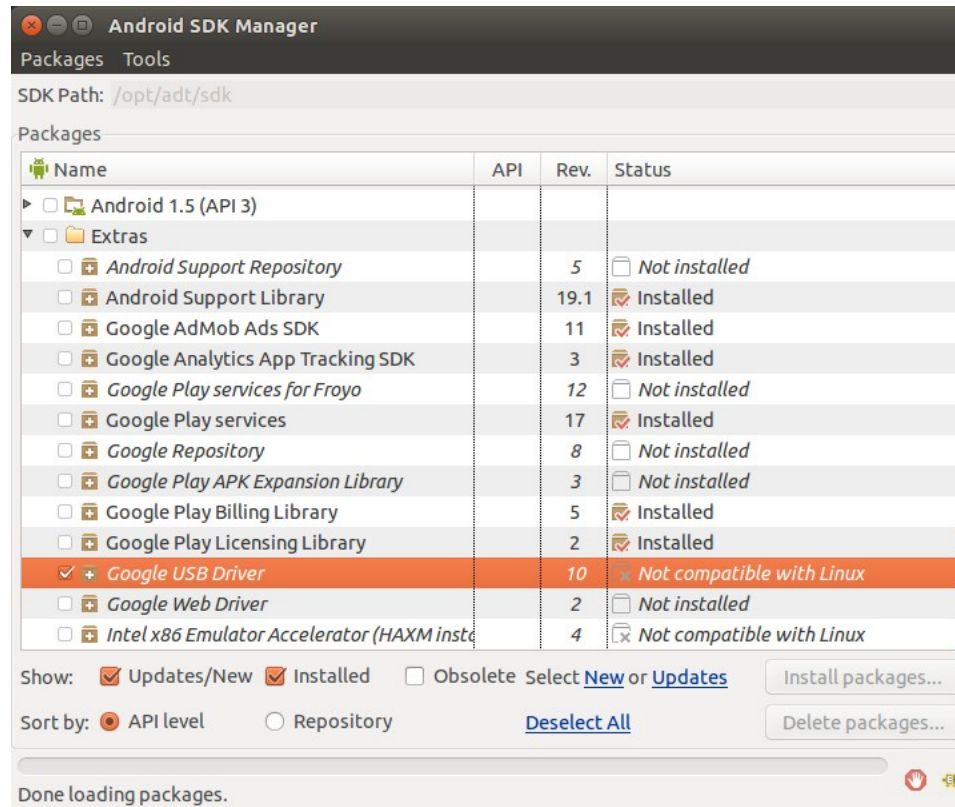 Android SDK Manager
Packages Tools
SDK Path: /opt/adt/sdk
Packages
Name API Rev. Status
Android 1.5 (API 3)
Extras
Android Support Repository 5 Not installed
Android Support Library 19.1 Installed
Google AdMob Ads SDK 11 Installed
Google Analytics App Tracking SDK 3 Installed
Google Play services for Froyo 12 Not installed
Google Play services 17 Installed
Google Repository 8 Not installed
Google Play APK Expansion Library 3 Not installed
Google Play Billing Library 5 Installed
Google Play Licensing Library 2 Installed
Google USB Driver 10 Not compatible with Linux
Google Web Driver 2 Not installed
Intel x86 Emulator Accelerator (HAXM insta 4 Not compatible with Linux
Show: Updates/New Installed Obsolete Select New or Updates Install packages...
Sort by: API level Repository Deselect All Delete packages...
Done loading packages.